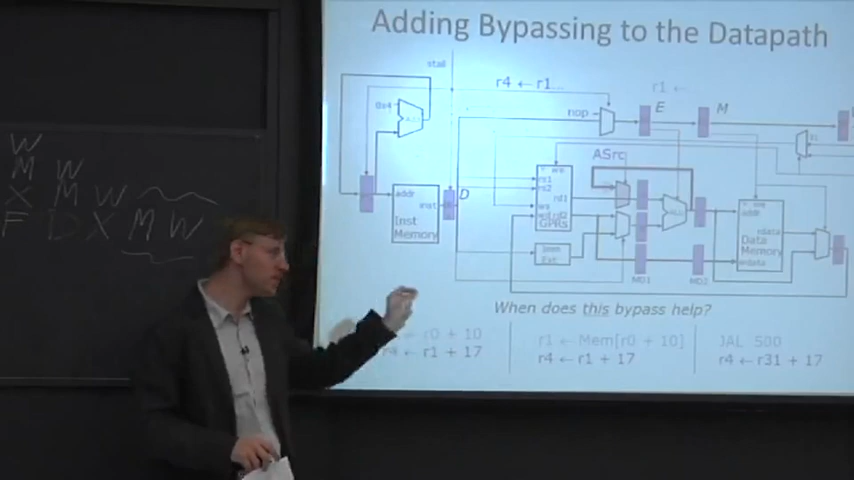 Adding Bypassing to the Datapath
stall
r4 ← r1...
r1 ←
E
M
0x4
nop
ASrc
D
addr
inst
Inst
Memory
we
rs1
rs2
rd1
ws
wd rd2
GPRs
Imm
Ext
ALU
we
addr
rdata
Data
Memory
wdata
MD1
MD2
When does this bypass help?
r0 + 10
r4 ← r1 + 17
r1 ← Mem[r0 + 10]
r4 ← r1 + 17
JAL 500
r4 ← r31 + 17
W
M W
X M W
F D X M W